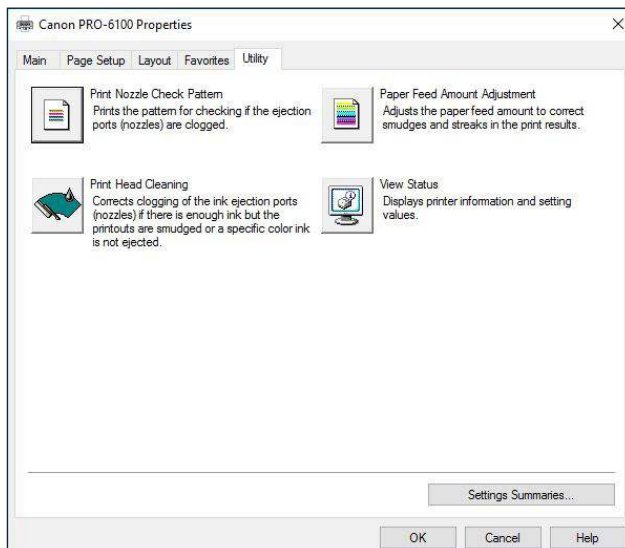 Canon PRO-6100 Properties
Main Page Setup Layout Favorites Utility
Print Nozzle Check Pattern
Prints the pattern for checking if the ejection
ports (nozzles) are clogged.
Paper Feed Amount Adjustment
Adjusts the paper feed amount to correct
smudges and streaks in the print results.
Print Head Cleaning
Corrects clogging of the ink ejection ports
(nozzles) if there is enough ink but the
printouts are smudged or a specific color ink
is not ejected.
View Status
Displays printer information and setting
values.
Settings Summaries...
OK Cancel Help